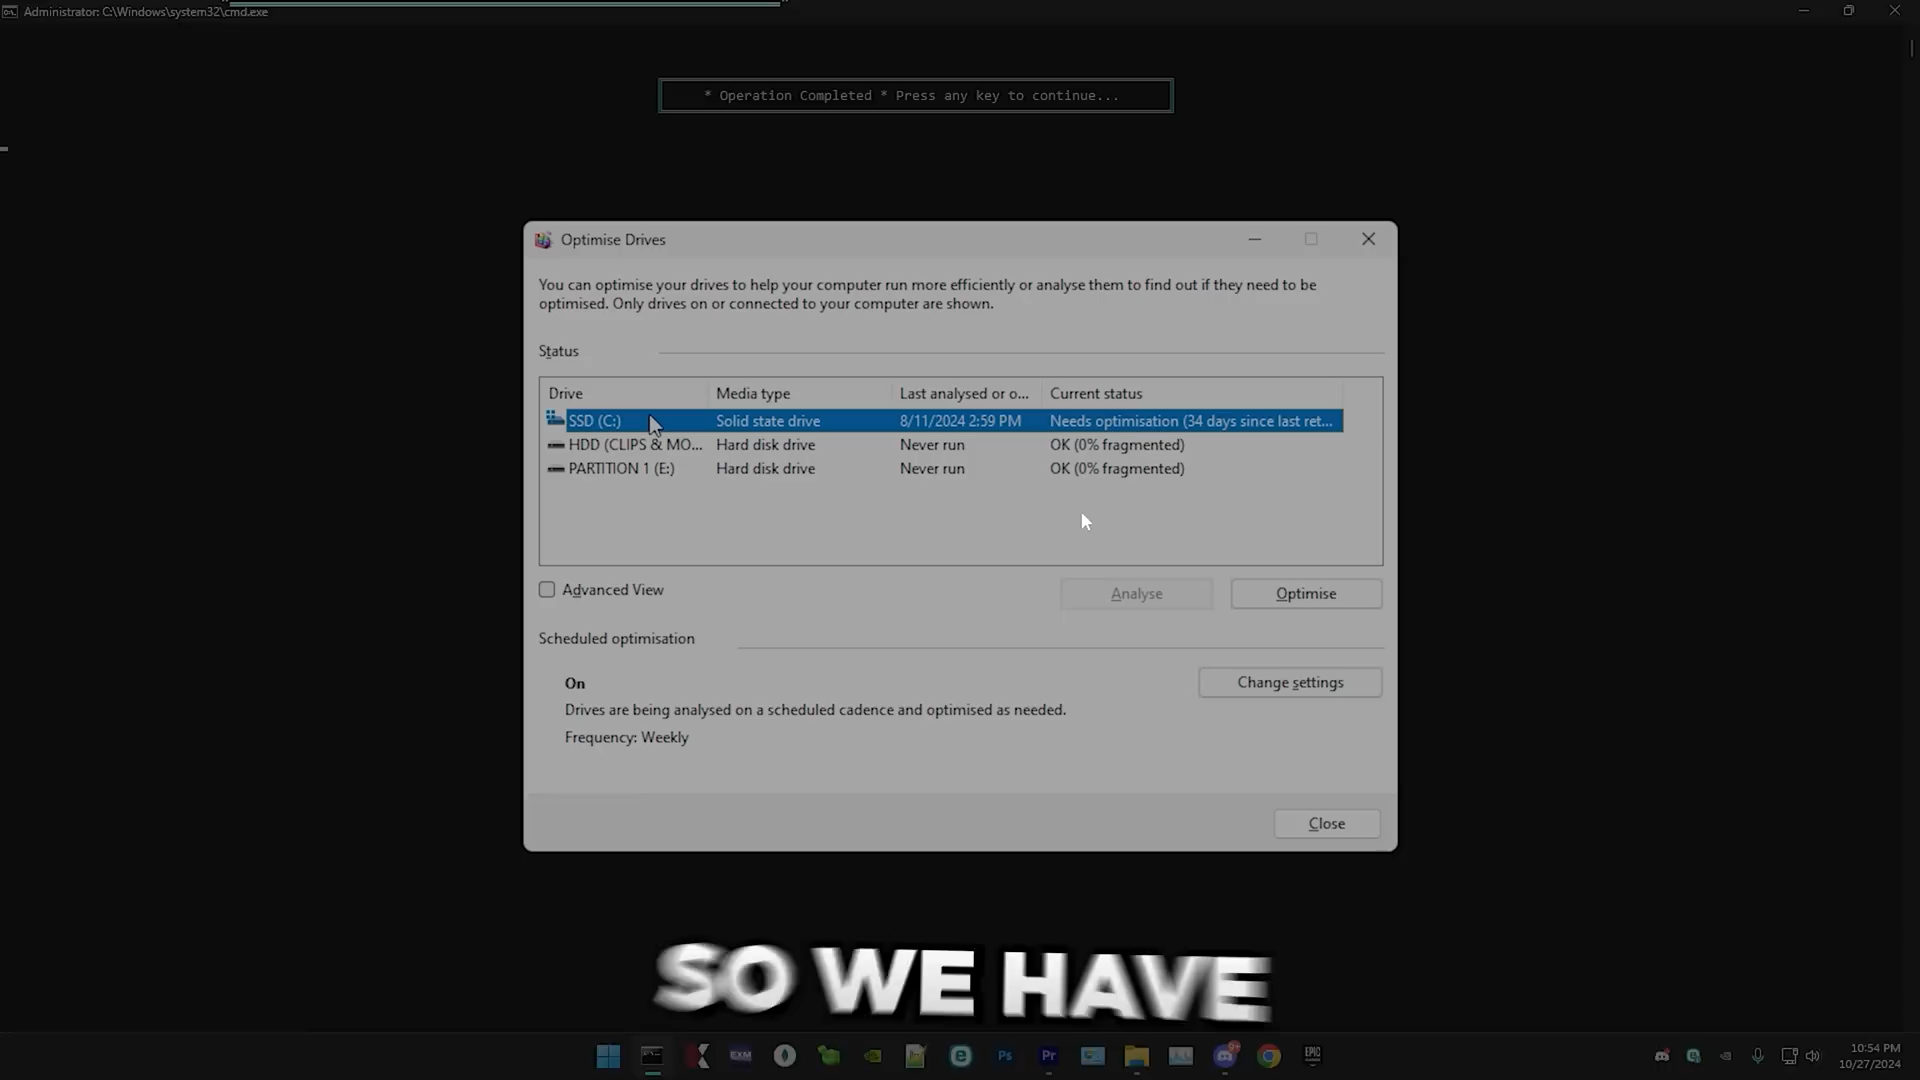 Administrator: C:\Windows\system32\cmd.exe
* Operation Completed * Press any key to continue...
Optimise Drives
You can optimise your drives to help your computer run more efficiently or analyse them to find out if they need to be
optimised. Only drives on or connected to your computer are shown.
Status
Drive Media type Last analysed or o... Current status
SSD (C:) Solid state drive 8/11/2024 2:59 PM Needs optimisation (34 days since last ret...
HDD (CLIPS & MO... Hard disk drive Never run OK (0% fragmented)
PARTITION 1 (E:) Hard disk drive Never run OK (0% fragmented)
Advanced View Analyse Optimise
Scheduled optimisation
On Change settings
Drives are being analysed on a scheduled cadence and optimised as needed.
Frequency: Weekly
Close
SO WE HAVE
EXM Ps Pr EPIC
10:54 PM
10/27/2024